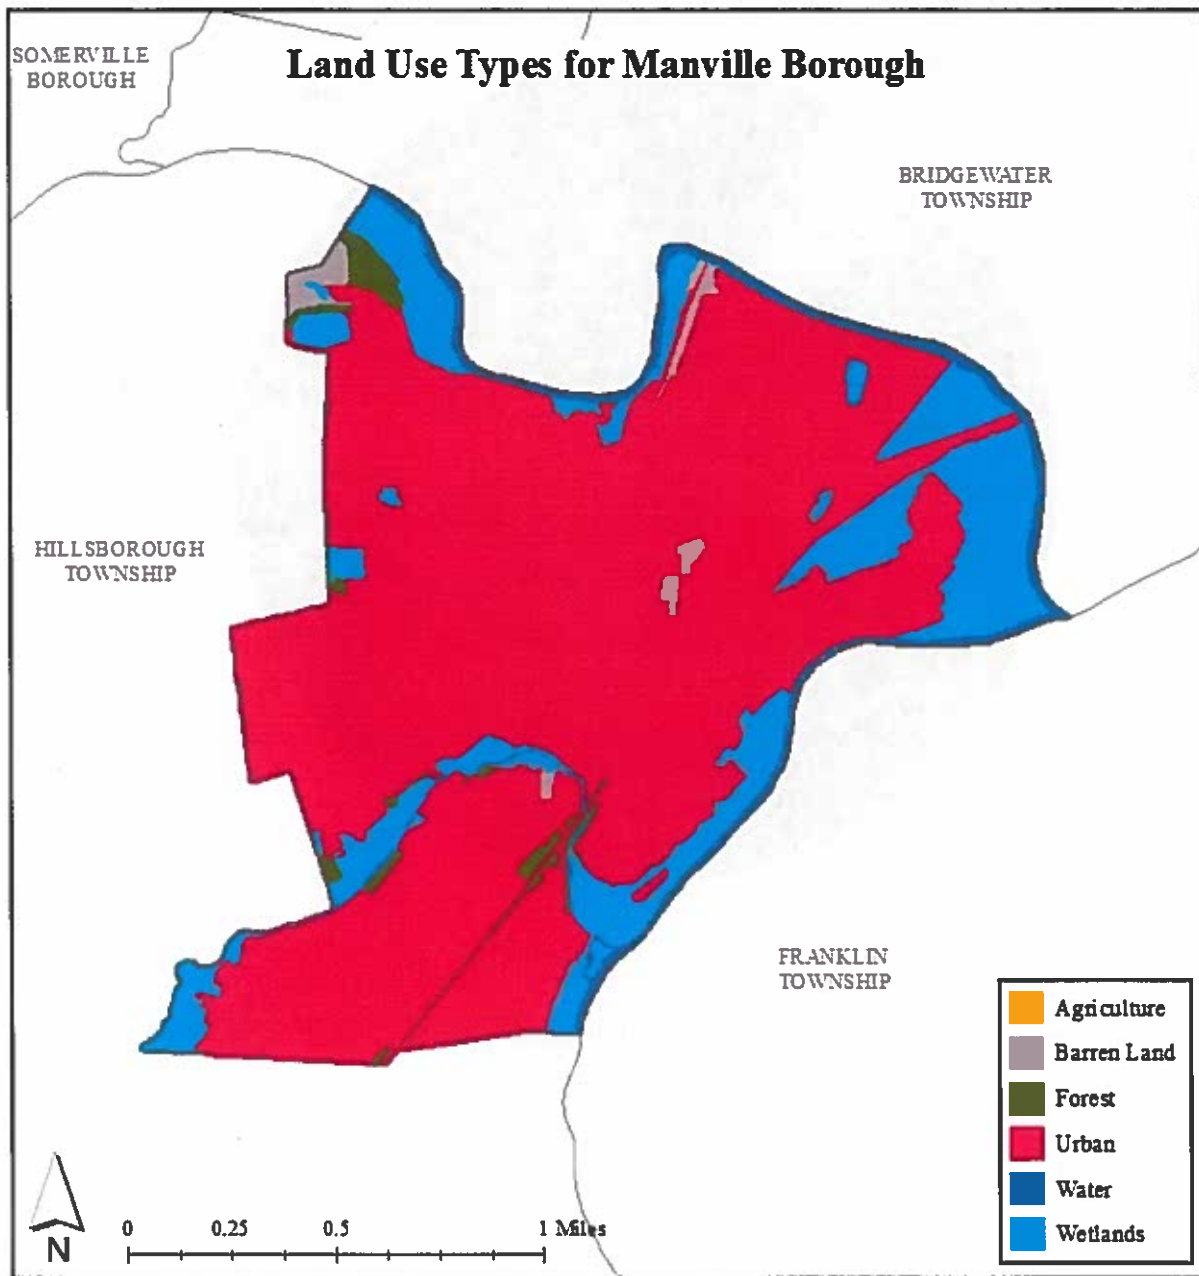 Land Use Types for Manville Borough
SOMERVILLE
BOROUGH
BRIDGEWATER
TOWNSHIP
HILLSBOROUGH
TOWNSHIP
FRANKLIN
TOWNSHIP
Agriculture
Barren Land
Forest
Urban
Water
Wetlands
N
0 0.25 0.5 1 Miles